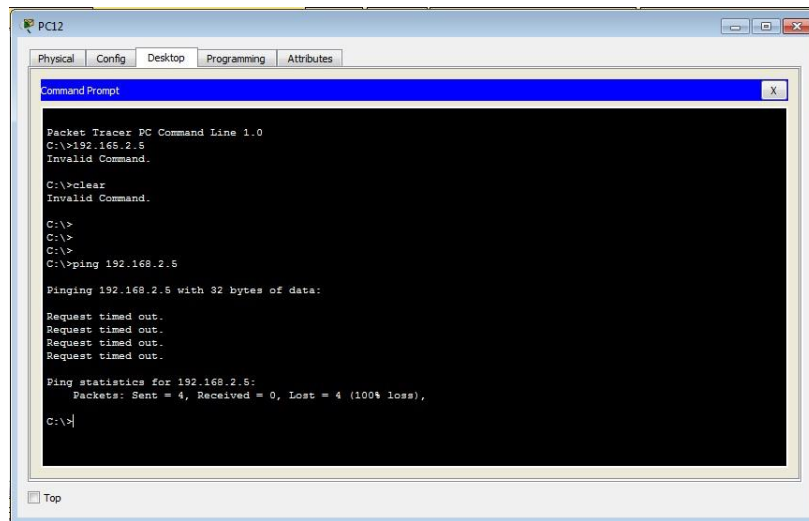 PC12
Physical Config Desktop Programming Attributes
Command Prompt
X
Packet Tracer PC Command Line 1.0
C:\>192.165.2.5
Invalid Command.
C:\>clear
Invalid Command.
C:\>
C:\>
C:\>
C:\>ping 192.168.2.5
Pinging 192.168.2.5 with 32 bytes of data:
Request timed out.
Request timed out.
Request timed out.
Request timed out.
Ping statistics for 192.168.2.5:
Packets: Sent = 4, Received = 0, Lost = 4 (100% loss),
C:\>
Top